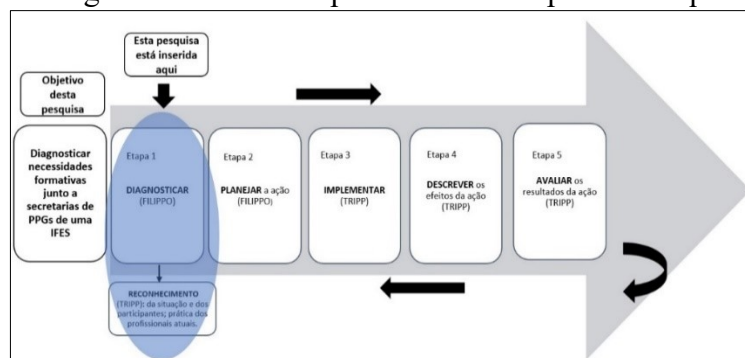 Esta pesquisa
está inserida
aqui
Objetivo
desta
pesquisa
Diagnosticar
necessidades
formativas
junto a
secretarias de
PPGs de uma
IFES
Etapa 1
DIAGNOSTICAR
(FILIPPO)
Etapa 2
PLANEJAR a ação
(FILIPPO)
Etapa 3
IMPLEMENTAR
(TRIPP)
Etapa 4
DESCREVER os
efeitos da ação
(TRIPP)
Etapa 5
AVALIAR os
resultados da ação
(TRIPP)
RECONHECIMENTO
(TRIPP): da situação e dos
participantes; prática dos
profissionais atuais.